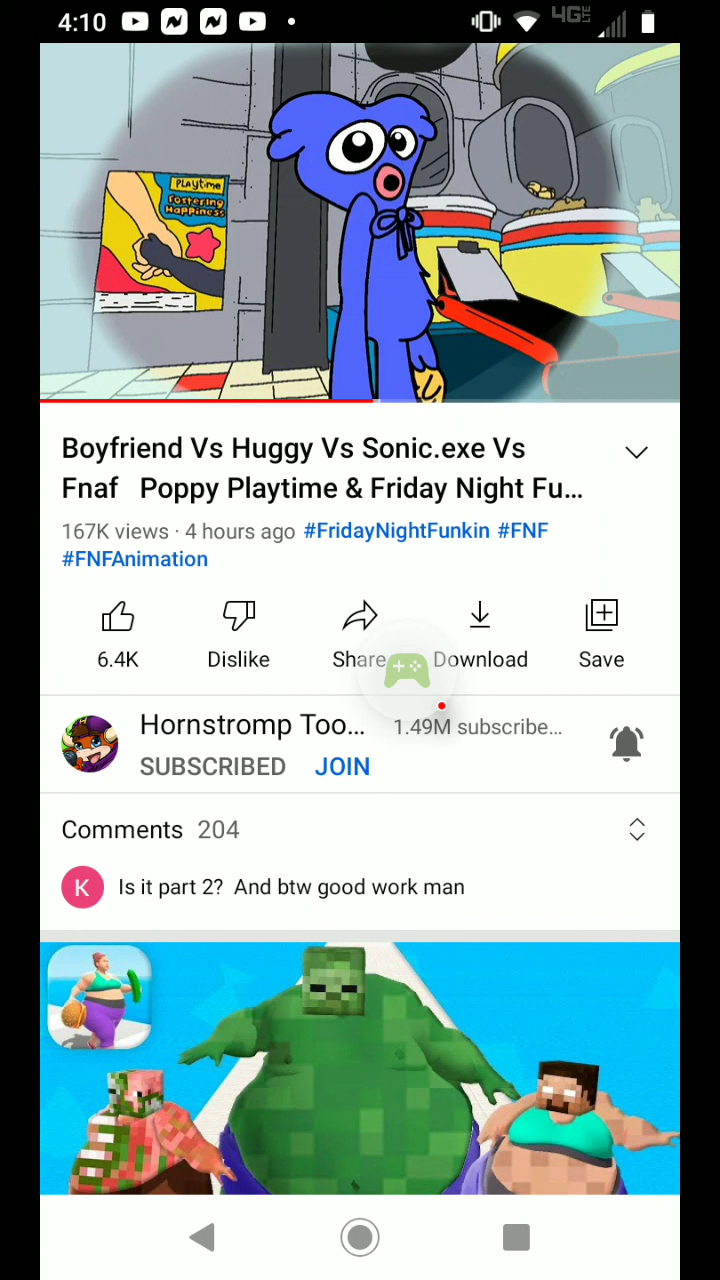 4:10
4G LTE
Playtime
Fostering
Happiness
Boyfriend Vs Huggy Vs Sonic.exe Vs
Fnaf Poppy Playtime & Friday Night Fu...
167K views · 4 hours ago #FridayNightFunkin #FNF
#FNFAnimation
6.4K Dislike Share Download Save
Hornstromp Too... 1.49M subscribe...
SUBSCRIBED JOIN
Comments 204
K Is it part 2? And btw good work man